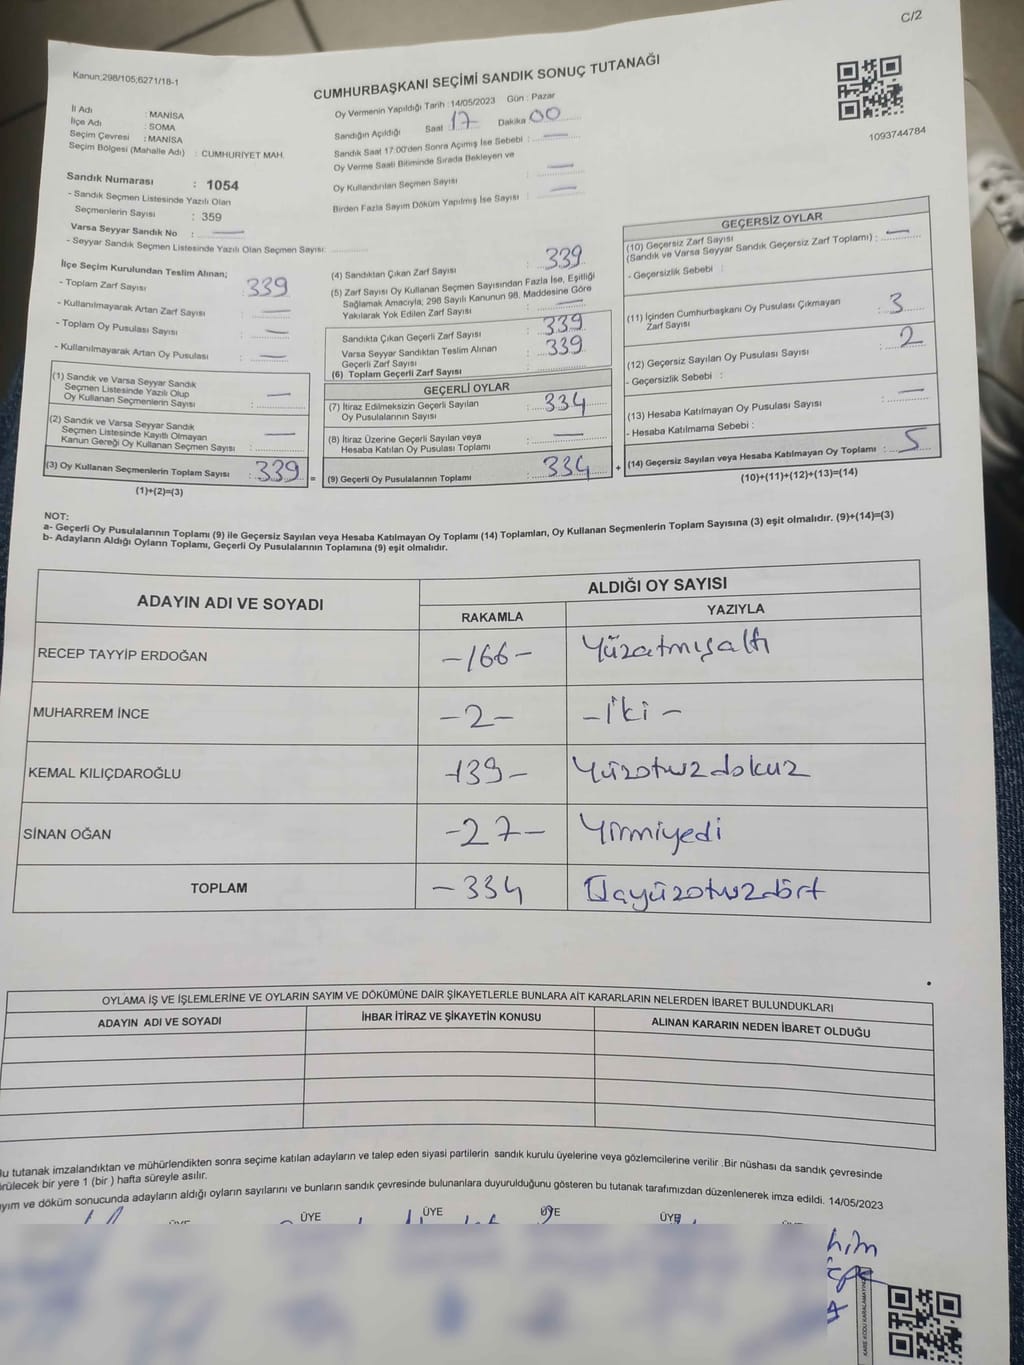 C/2
Kanun;298/105;6271/18-1
CUMHURBAŞKANI SEÇİMİ SANDIK SONUÇ TUTANAĞI
1093744784
İl Adı : MANİSA
İlçe Adı : SOMA
Seçim Çevresi : MANİSA
Seçim Bölgesi (Mahalle Adı) : CUMHURİYET MAH.
Oy Vermenin Yapıldığı Tarih : 14/05/2023 Gün : Pazar
Sandığın Açıldığı Saat 17 Dakika 00
Sandık Saat 17:00'den Sonra Açımış İse Sebebi : —
Oy Verme Saati Bitiminde Sırada Bekleyen ve
Oy Kullandırılan Seçmen Sayısı : —
Birden Fazla Sayım Döküm Yapılmış İse Sayısı : —
Sandık Numarası : 1054
- Sandık Seçmen Listesinde Yazılı Olan
Seçmenlerin Sayısı : 359
Varsa Seyyar Sandık No : —
- Seyyar Sandık Seçmen Listesinde Yazılı Olan Seçmen Sayısı:
İlçe Seçim Kurulundan Teslim Alınan;
- Toplam Zarf Sayısı : 339
- Kullanılmayarak Artan Zarf Sayısı : —
- Toplam Oy Pusulası Sayısı : —
- Kullanılmayarak Artan Oy Pusulası : —
(1) Sandık ve Varsa Seyyar Sandık
Seçmen Listesinde Yazılı Olup
Oy Kullanan Seçmenlerin Sayısı : —
(2) Sandık ve Varsa Seyyar Sandık
Seçmen Listesinde Kayıtlı Olmayan
Kanun Gereği Oy Kullanan Seçmen Sayısı : —
(3) Oy Kullanan Seçmenlerin Toplam Sayısı : 339 =
(1)+(2)=(3)
(4) Sandıktan Çıkan Zarf Sayısı : 339
(5) Zarf Sayısı Oy Kullanan Seçmen Sayısından Fazla İse, Eşitliği
Sağlamak Amacıyla; 298 Sayılı Kanunun 98. Maddesine Göre
Yakılarak Yok Edilen Zarf Sayısı : —
Sandıkta Çıkan Geçerli Zarf Sayısı : 339
Varsa Seyyar Sandıktan Teslim Alınan : 339
Geçerli Zarf Sayısı
(6) Toplam Geçerli Zarf Sayısı :
GEÇERLİ OYLAR
(7) İtiraz Edilmeksizin Geçerli Sayılan
Oy Pusulalarının Sayısı : 334
(8) İtiraz Üzerine Geçerli Sayılan veya
Hesaba Katılan Oy Pusulası Toplamı : —
(9) Geçerli Oy Pusulalarının Toplamı : 334 +
GEÇERSİZ OYLAR
(10) Geçersiz Zarf Sayısı
(Sandık ve Varsa Seyyar Sandık Geçersiz Zarf Toplamı) : —
- Geçersizlik Sebebi :
(11) İçinden Cumhurbaşkanı Oy Pusulası Çıkmayan
Zarf Sayısı : 3
(12) Geçersiz Sayılan Oy Pusulası Sayısı : 2
- Geçersizlik Sebebi :
(13) Hesaba Katılmayan Oy Pusulası Sayısı : —
- Hesaba Katılmama Sebebi :
(14) Geçersiz Sayılan veya Hesaba Katılmayan Oy Toplamı : 5
(10)+(11)+(12)+(13)=(14)
NOT:
a- Geçerli Oy Pusulalarının Toplamı (9) ile Geçersiz Sayılan veya Hesaba Katılmayan Oy Toplamı (14) Toplamları, Oy Kullanan Seçmenlerin Toplam Sayısına (3) eşit olmalıdır. (9)+(14)=(3)
b- Adayların Aldığı Oyların Toplamı, Geçerli Oy Pusulalarının Toplamına (9) eşit olmalıdır.
ADAYIN ADI VE SOYADI
ALDIĞI OY SAYISI
RAKAMLA YAZIYLA
RECEP TAYYİP ERDOĞAN -166- Yüzatmışaltı
MUHARREM İNCE -2- -İki-
KEMAL KILIÇDAROĞLU -139- Yüzotuzdokuz
SİNAN OĞAN -27- Yirmiyedi
TOPLAM -334 Üçyüzotuzdört
OYLAMA İŞ VE İŞLEMLERİNE VE OYLARIN SAYIM VE DÖKÜMÜNE DAİR ŞİKAYETLERLE BUNLARA AİT KARARLARIN NELERDEN İBARET BULUNDUKLARI
ADAYIN ADI VE SOYADI İHBAR İTİRAZ VE ŞİKAYETİN KONUSU ALINAN KARARIN NEDEN İBARET OLDUĞU
Bu tutanak imzalandıktan ve mühürlendikten sonra seçime katılan adayların ve talep eden siyasi partilerin sandık kurulu üyelerine veya gözlemcilerine verilir .Bir nüshası da sandık çevresinde
örülecek bir yere 1 (bir ) hafta süreyle asılır.
ayım ve döküm sonucunda adayların aldığı oyların sayılarını ve bunların sandık çevresinde bulunanlara duyurulduğunu gösteren bu tutanak tarafımızdan düzenlenerek imza edildi. 14/05/2023
ÜYE ÜYE ÜYE ÜYE ÜYE